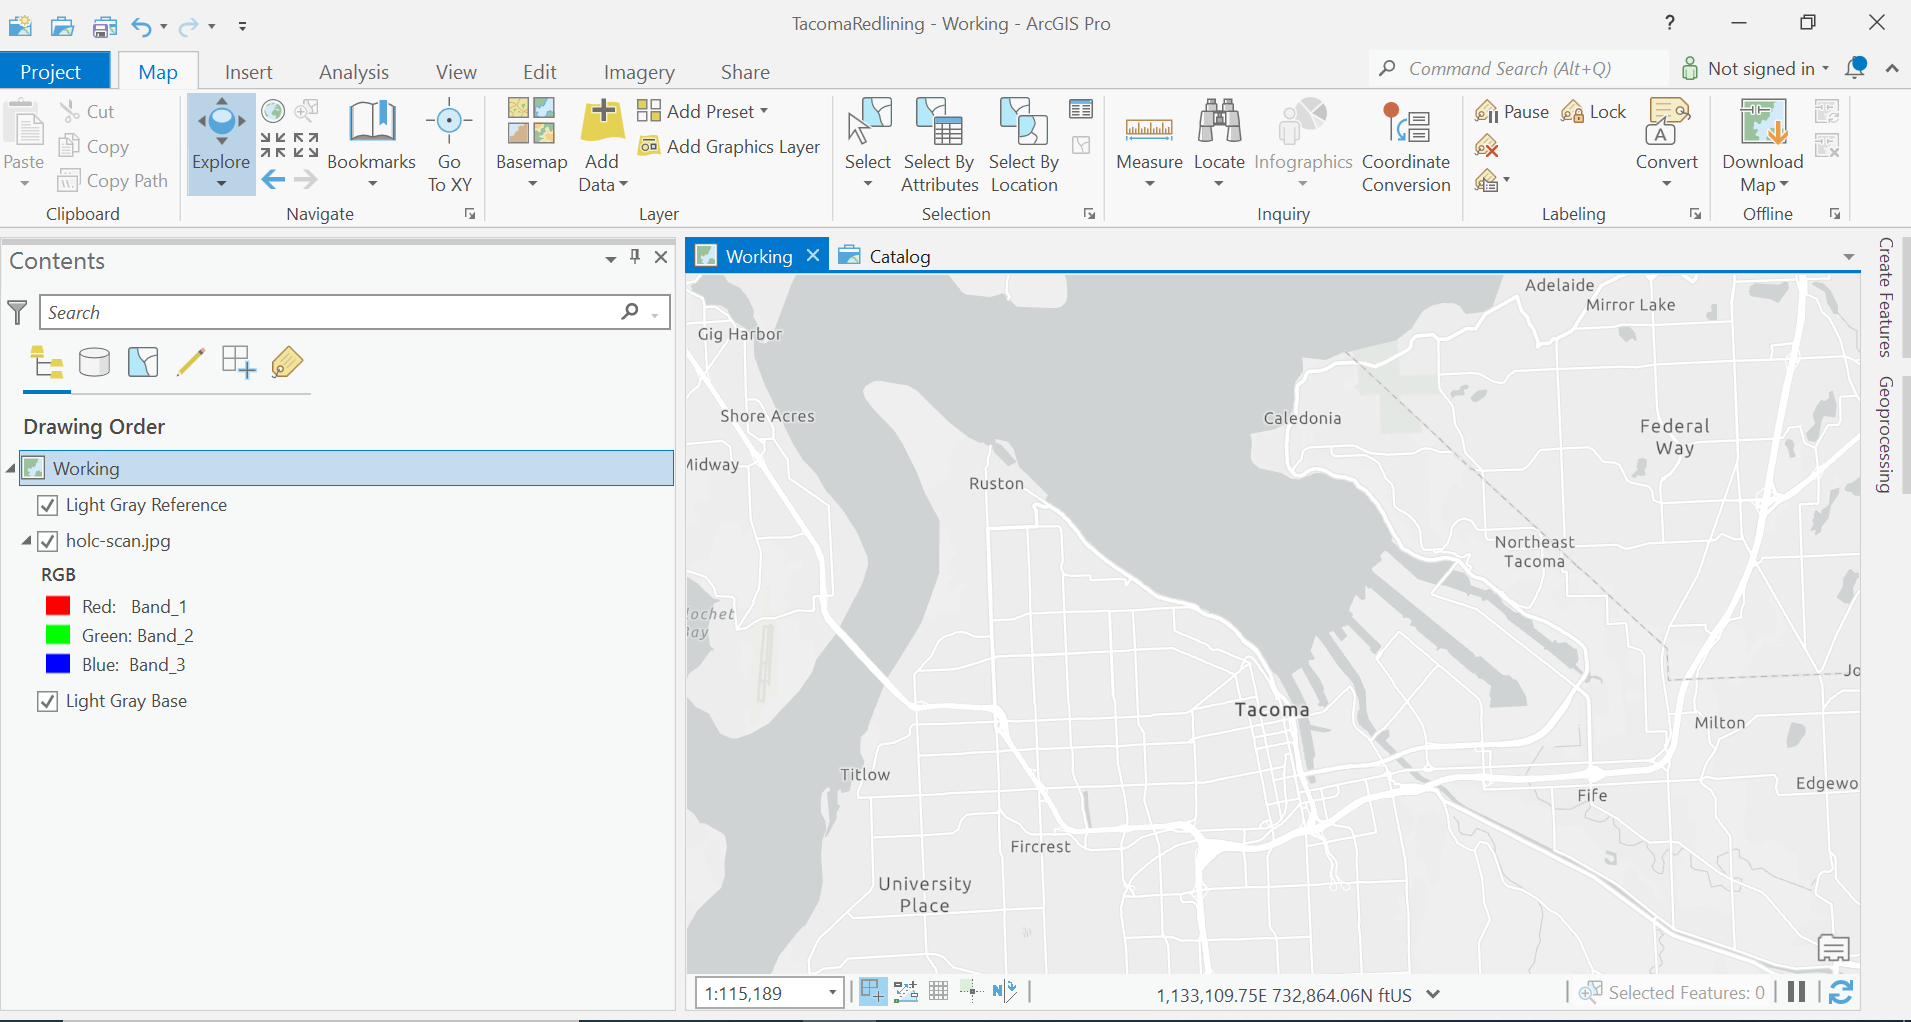 TacomaRedlining - Working - ArcGIS Pro
?
Project Map Insert Analysis View Edit Imagery Share
Command Search (Alt+Q)
Not signed in
Paste
Cut
Copy
Copy Path
Clipboard
Explore
Bookmarks
Go
To XY
Navigate
Basemap
Add
Data
Add Preset
Add Graphics Layer
Layer
Select
Select By
Attributes
Select By
Location
Selection
Measure
Locate
Infographics
Coordinate
Conversion
Inquiry
Pause
Lock
A
Convert
Labeling
Download
Map
Offline
Contents
Search
Drawing Order
Working
Light Gray Reference
holc-scan.jpg
RGB
Red: Band_1
Green: Band_2
Blue: Band_3
Light Gray Base
Working
Catalog
Adelaide
Mirror Lake
Gig Harbor
Shore Acres
Caledonia
Federal
Way
Midway
Ruston
Northeast
Tacoma
Tacoma
Milton
Titlow
Edgewo
Fife
Fircrest
University
Place
Create Features
Geoprocessing
1:115,189
N
1,133,109.75E 732,864.06N ftUS
Selected Features: 0